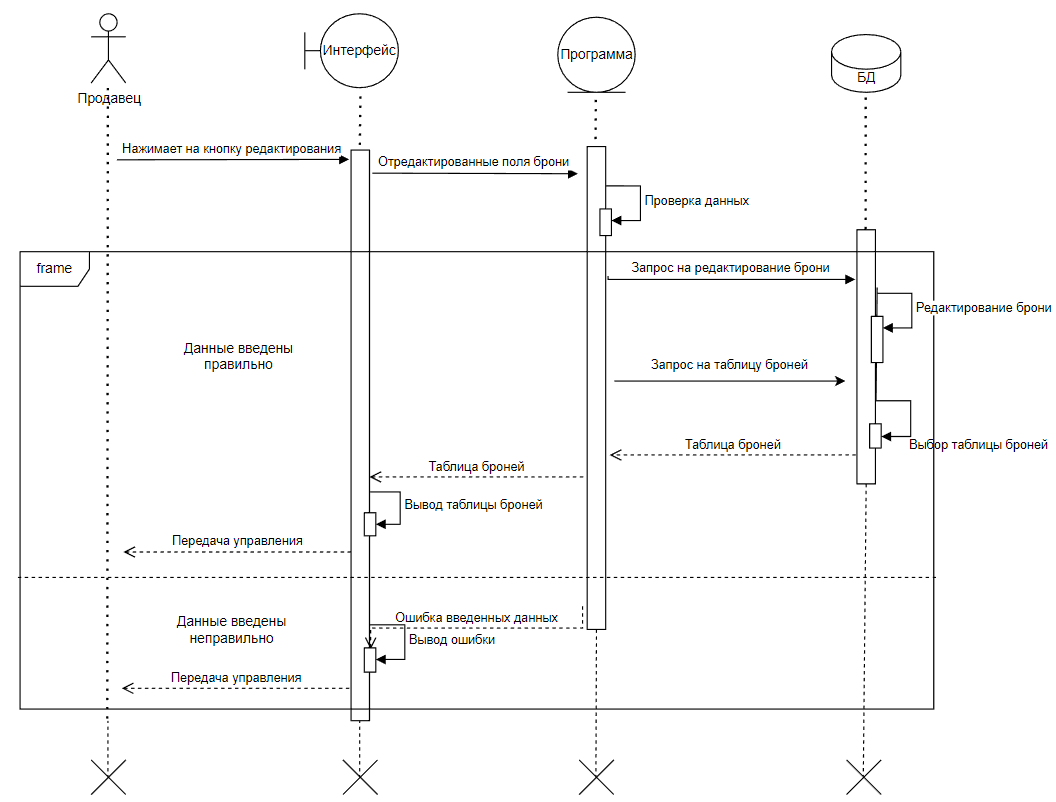 Продавец
Интерфейс
Программа
БД
Нажимает на кнопку редактирования
Отредактированные поля брони
Проверка данных
frame
Запрос на редактирование брони
Редактирование брони
Данные введены
правильно
Запрос на таблицу броней
Выбор таблицы броней
Таблица броней
Таблица броней
Вывод таблицы броней
Передача управления
Данные введены
неправильно
Ошибка введенных данных
Вывод ошибки
Передача управления